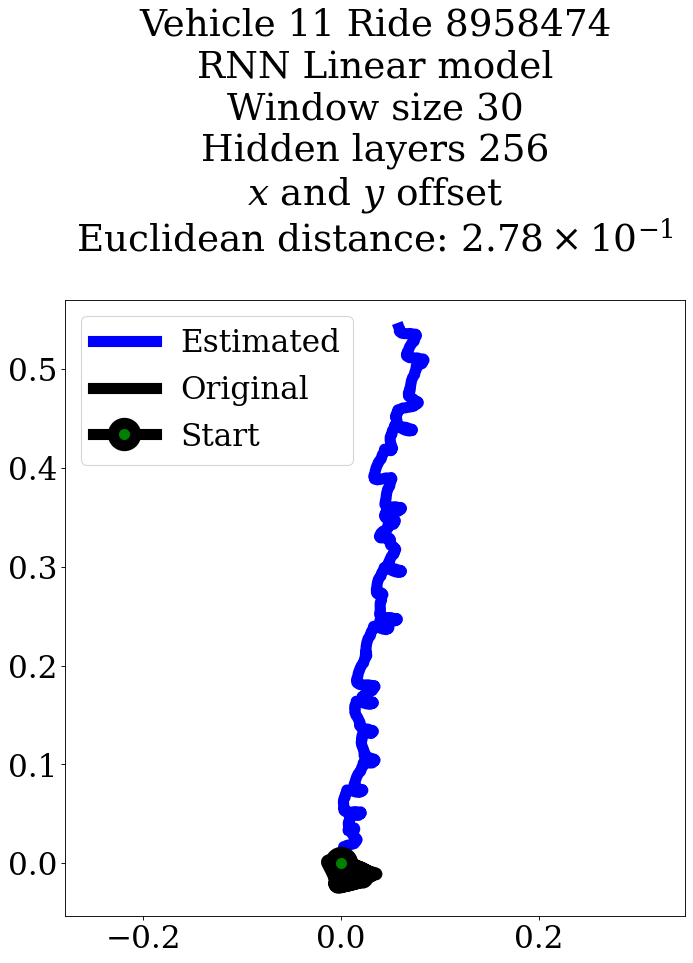 Vehicle 11 Ride 8958474
RNN Linear model
Window size 30
Hidden layers 256
x and y offset
Euclidean distance: 2.78 × 10⁻¹
Estimated
Original
Start
0.5
0.4
0.3
0.2
0.1
0.0
−0.2 0.0 0.2